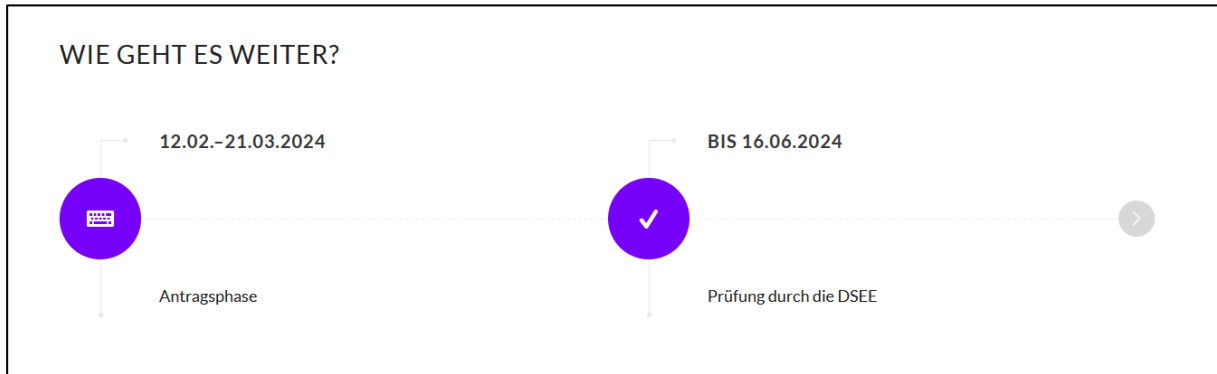 WIE GEHT ES WEITER?
12.02.–21.03.2024
BIS 16.06.2024
Antragsphase
Prüfung durch die DSEE